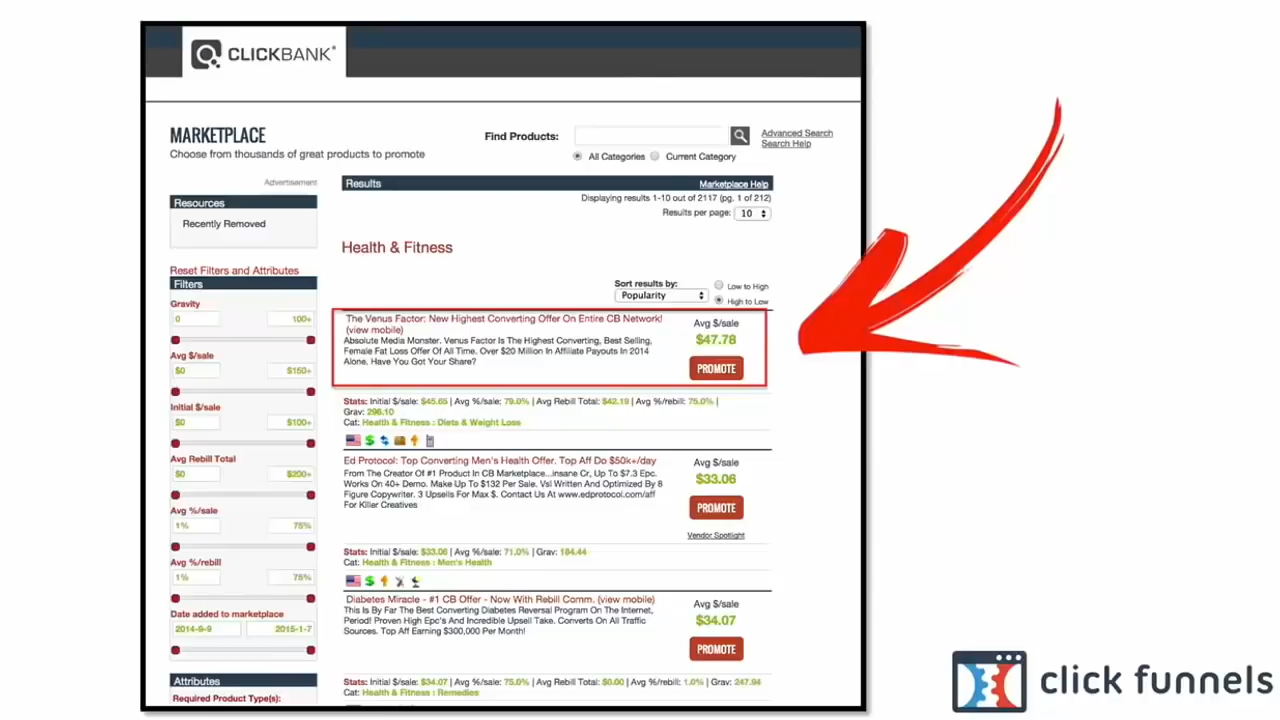 CLICKBANK®
MARKETPLACE
Choose from thousands of great products to promote
Find Products:
Advanced Search
Search Help
All Categories
Current Category
Advertisement
Resources
Recently Removed
Reset Filters and Attributes
Filters
Gravity
0
100+
Avg $/sale
$0
$150+
Initial $/sale
$0
$100+
Avg Rebill Total
$0
$200+
Avg %/sale
1%
75%
Avg %/rebill
1%
75%
Date added to marketplace
2014-9-9
2015-1-7
Attributes
Required Product Type(s):
Results
Marketplace Help
Displaying results 1-10 out of 2117 (pg. 1 of 212)
Results per page: 10
Health & Fitness
Sort results by:
Popularity
Low to High
High to Low
The Venus Factor: New Highest Converting Offer On Entire CB Network!
(view mobile)
Absolute Media Monster. Venus Factor Is The Highest Converting, Best Selling,
Female Fat Loss Offer Of All Time. Over $20 Million In Affiliate Payouts In 2014
Alone. Have You Got Your Share?
Avg $/sale
$47.78
PROMOTE
Stats: Initial $/sale: $45.65 | Avg %/sale: 79.0% | Avg Rebill Total: $42.19 | Avg %/rebill: 75.0% |
Grav: 296.10
Cat: Health & Fitness : Diets & Weight Loss
Ed Protocol: Top Converting Men's Health Offer. Top Aff Do $50k+/day
From The Creator Of #1 Product In CB Marketplace...insane Cr, Up To $7.3 Epc.
Works On 40+ Demo. Make Up To $132 Per Sale. Vsl Written And Optimized By 8
Figure Copywriter. 3 Upsells For Max $. Contact Us At www.edprotocol.com/aff
For Killer Creatives
Avg $/sale
$33.06
PROMOTE
Vendor Spotlight
Stats: Initial $/sale: $33.06 | Avg %/sale: 71.0% | Grav: 184.44
Cat: Health & Fitness : Men's Health
Diabetes Miracle - #1 CB Offer - Now With Rebill Comm. (view mobile)
This Is By Far The Best Converting Diabetes Reversal Program On The Internet,
Period! Proven High Epc's And Incredible Upsell Take. Converts On All Traffic
Sources. Top Aff Earning $300,000 Per Month!
Avg $/sale
$34.07
PROMOTE
Stats: Initial $/sale: $34.07 | Avg %/sale: 75.0% | Avg Rebill Total: $0.00 | Avg %/rebill: 1.0% | Grav: 247.94
Cat: Health & Fitness : Remedies
click funnels